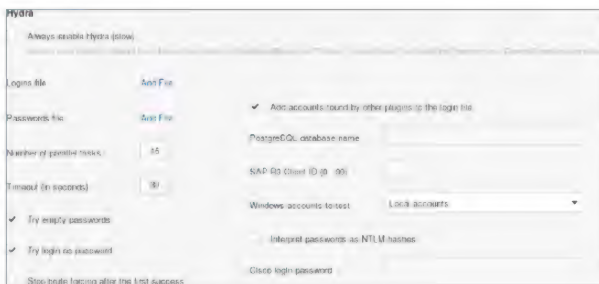 Hydra
Always enable Hydra (slow)
Logins file Add File
Passwords file Add File
Number of parallel tasks 16
Timeout (in seconds) 30
✓ Try empty passwords
✓ Try login as password
Stop brute forcing after the first success
✓ Add accounts found by other plugins to the login file
PostgreSQL database name
SAP R3 Client ID (0 - 99)
Windows accounts to test Local accounts
Interpret passwords as NTLM hashes
Cisco login password